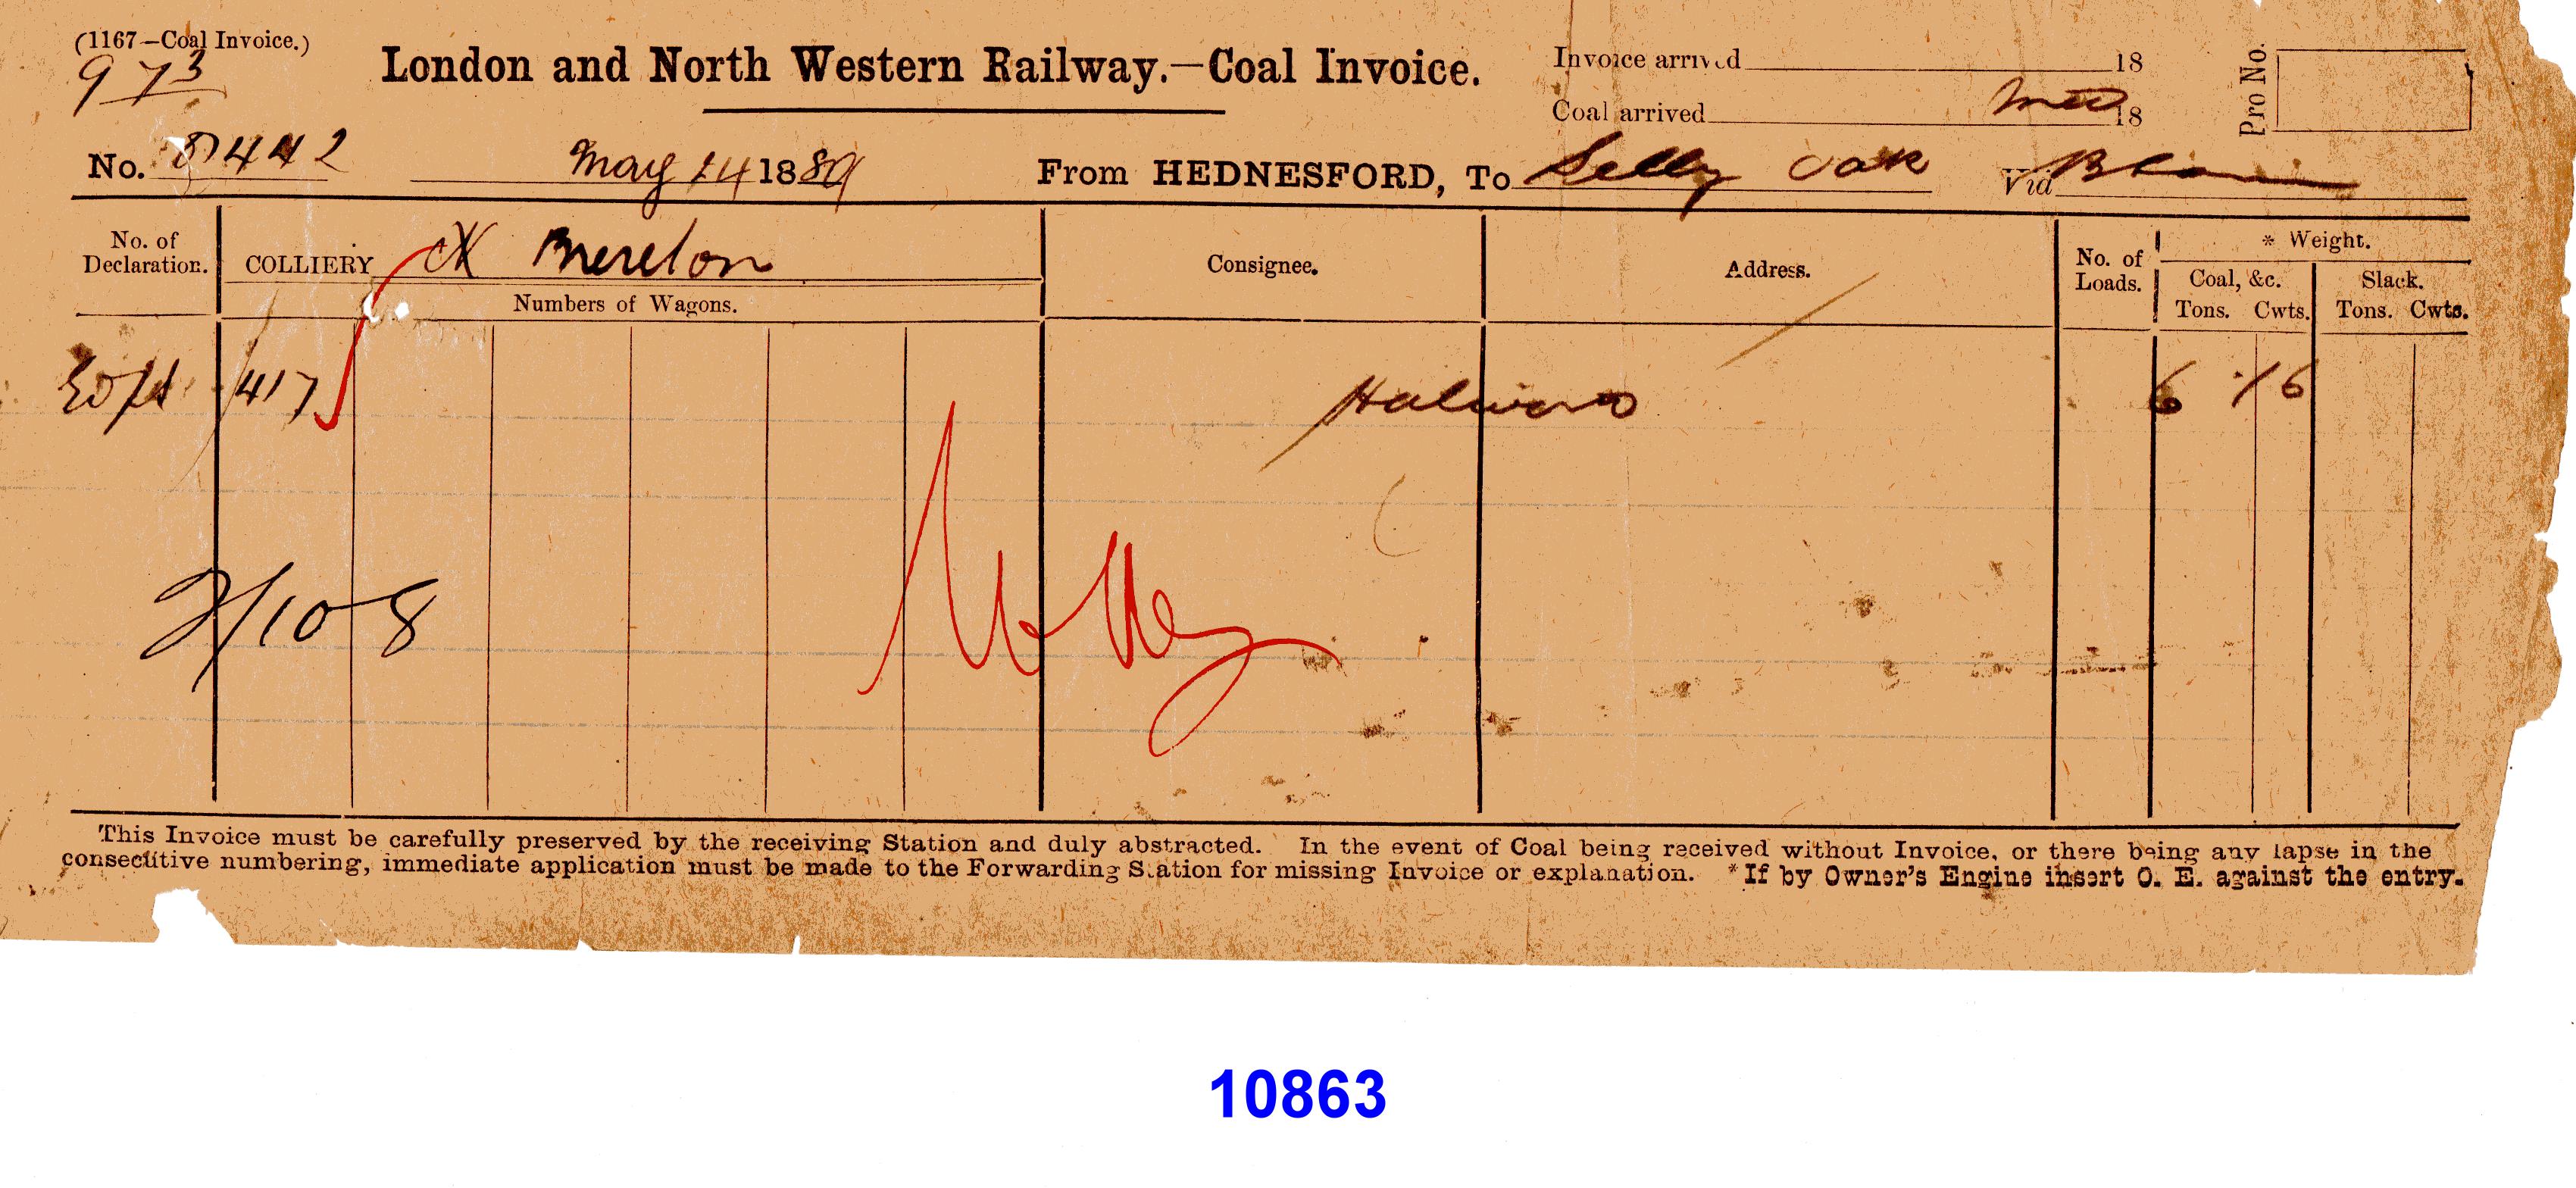 (1167—Coal Invoice.)
973
London and North Western Railway.—Coal Invoice.
Invoice arrived 18
Coal arrived 18
Pro No.
No. 8442 May 14 1889 From HEDNESFORD, To Selly Oak Via
No. of Declaration.
COLLIERY Brereton
Numbers of Wagons.
Consignee.
Address.
No. of Loads.
* Weight.
Coal, &c.
Tons. Cwts.
Slack.
Tons. Cwts.
417 6 16
2/10 8
This Invoice must be carefully preserved by the receiving Station and duly abstracted. In the event of Coal being received without Invoice, or there being any lapse in the
consecutive numbering, immediate application must be made to the Forwarding Station for missing Invoice or explanation. *If by Owner's Engine insert O. E. against the entry.
10863